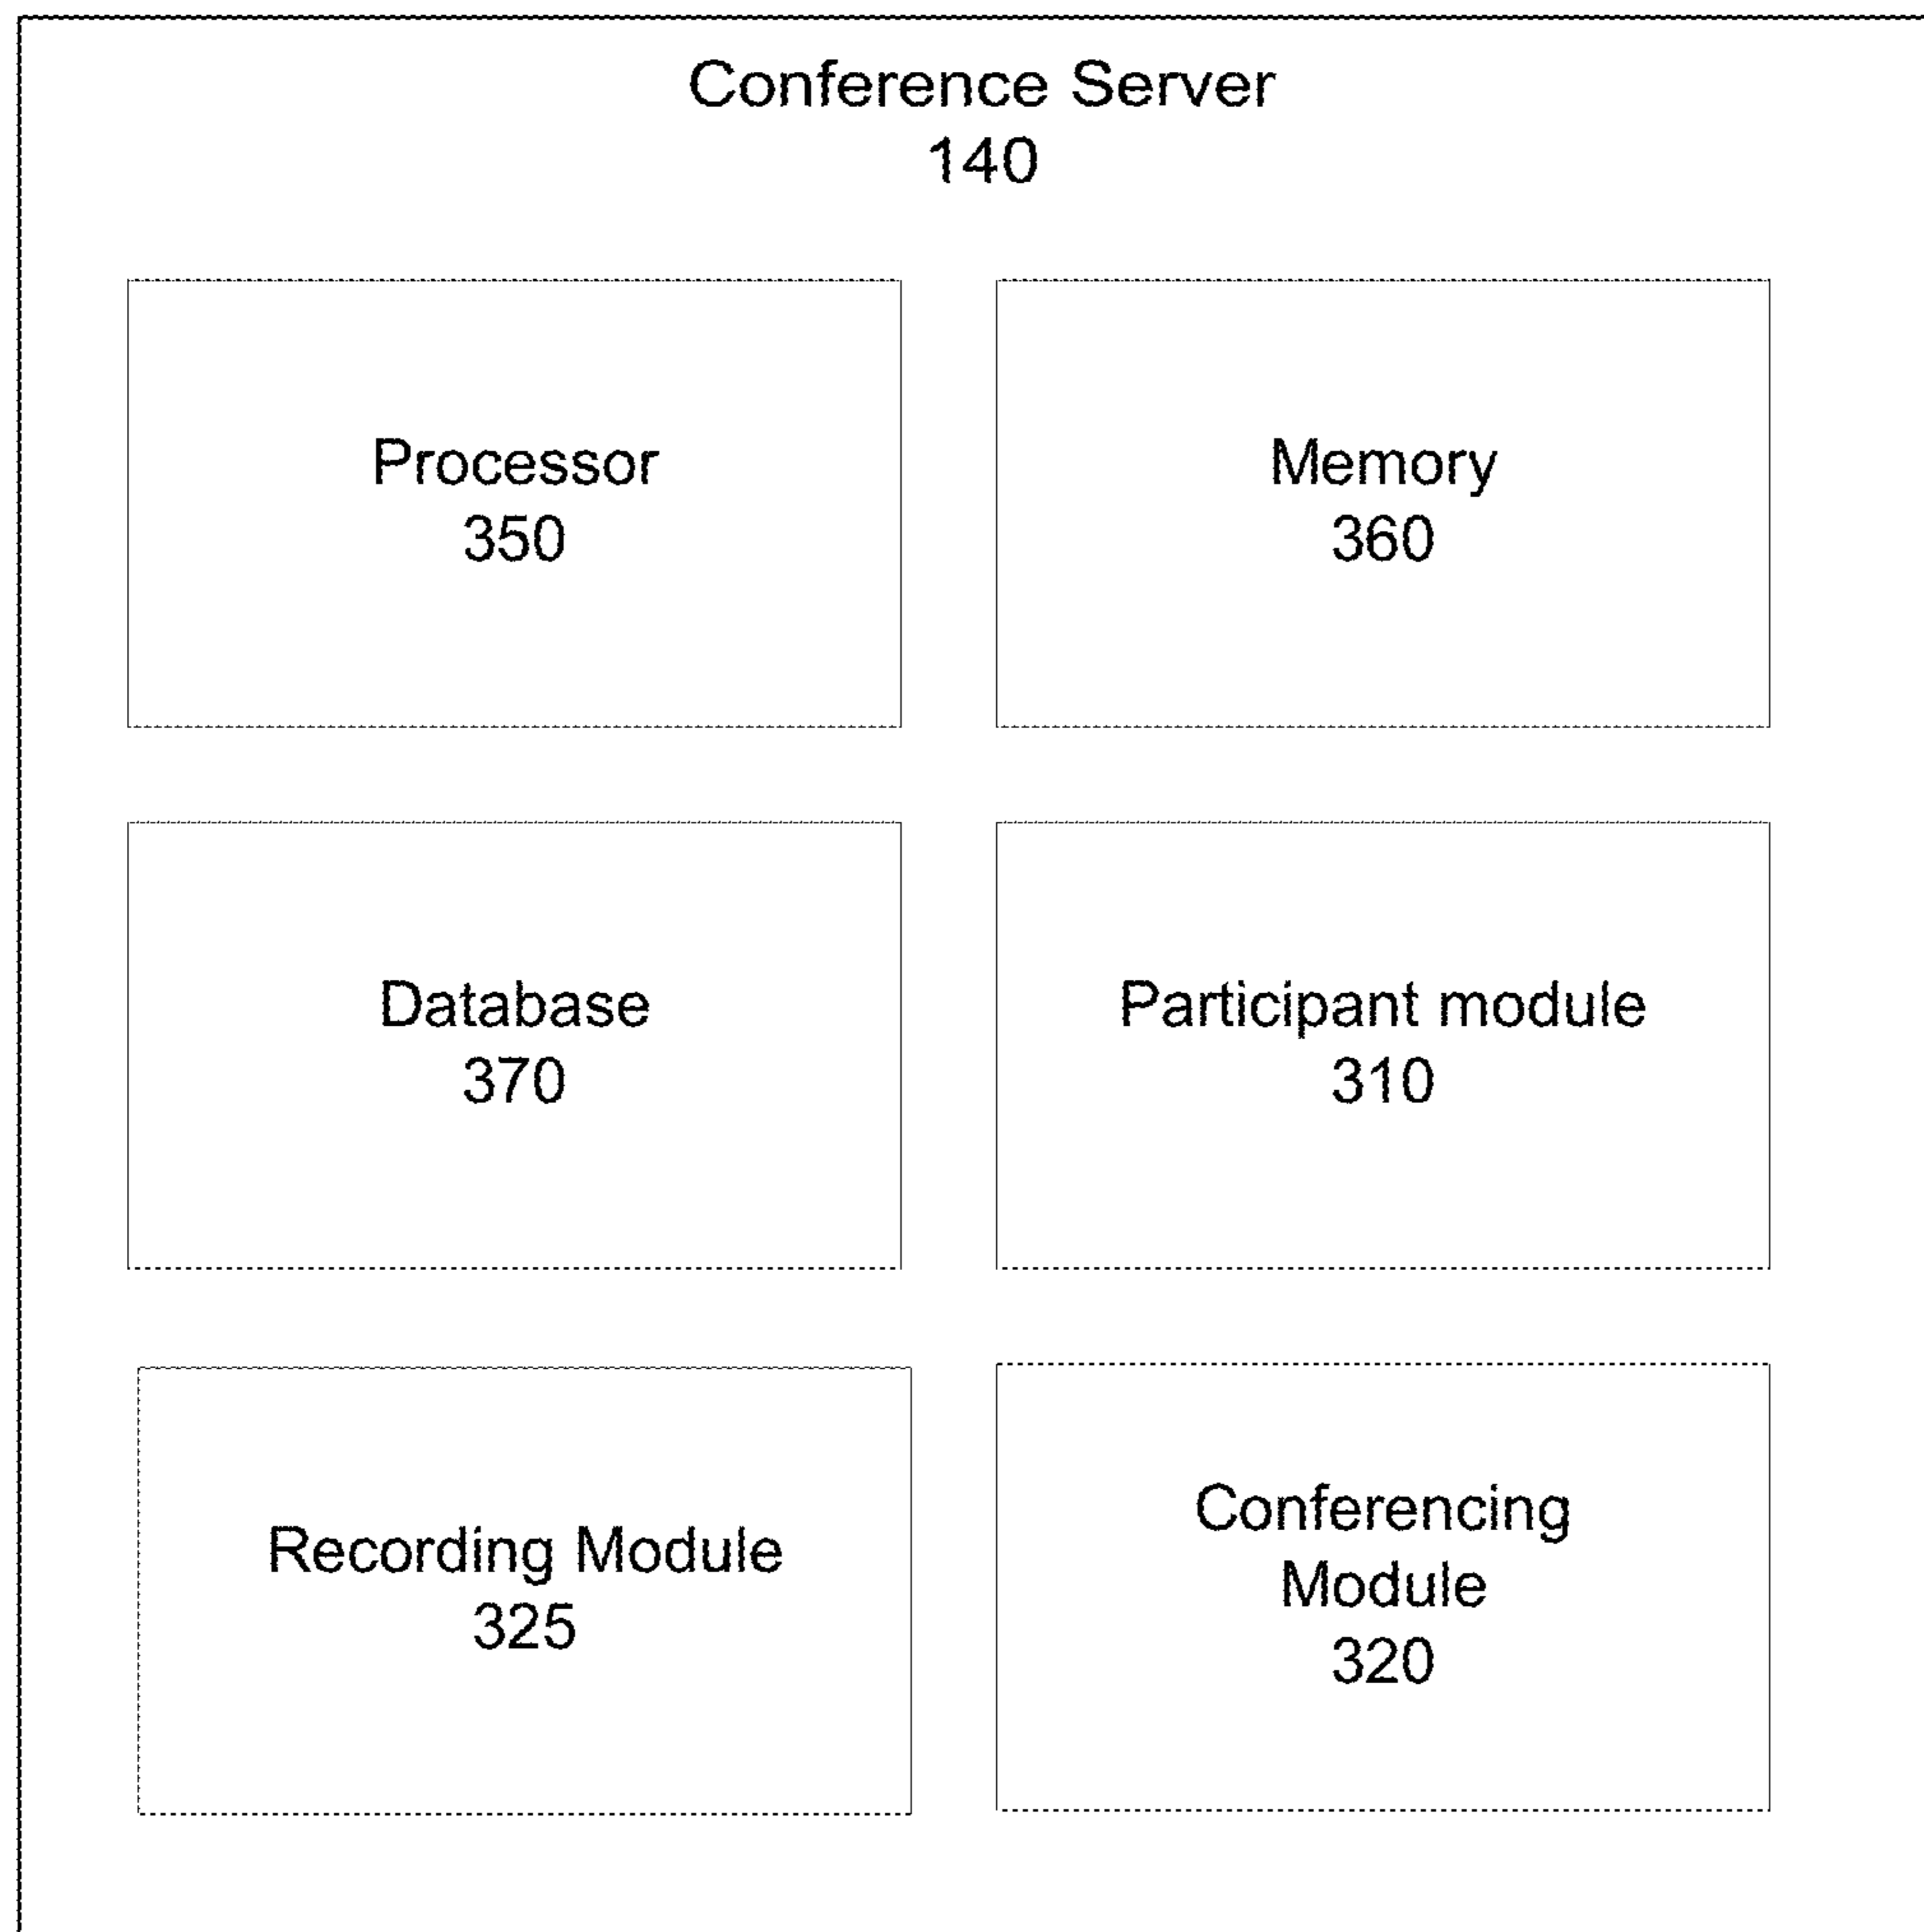 Conference Server
140
Processor
350
Memory
360
Database
370
Participant module
310
Recording Module
325
Conferencing
Module
320